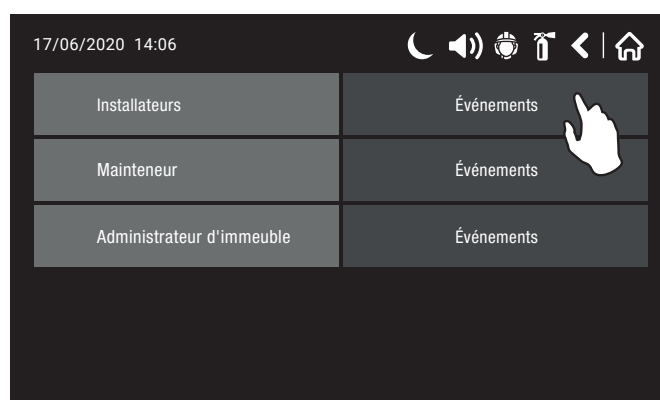 17/06/2020 14:06
Installateurs Événements
Mainteneur Événements
Administrateur d'immeuble Événements